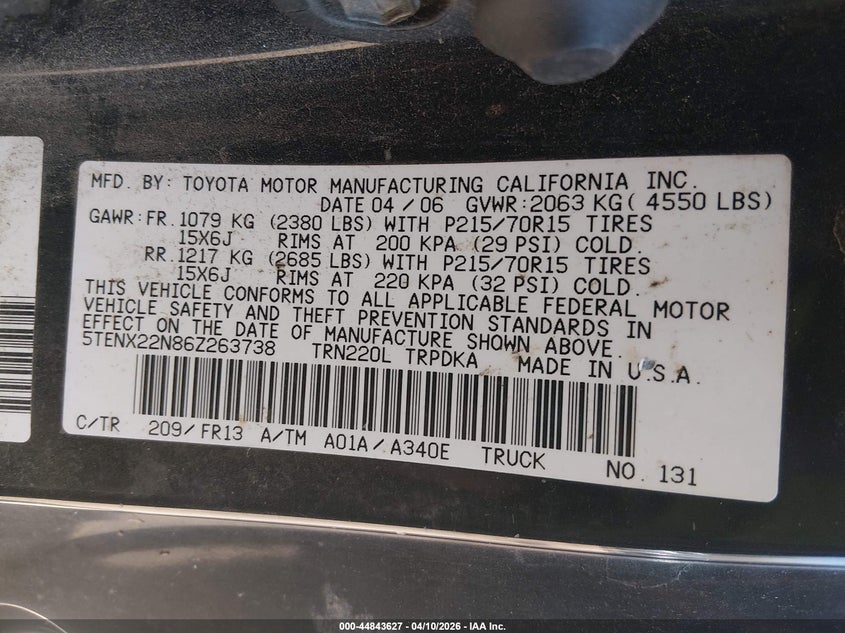 MFD. BY: TOYOTA MOTOR MANUFACTURING CALIFORNIA INC.
DATE 04/06 GVWR:2063 KG( 4550 LBS)
GAWR:FR.1079 KG (2380 LBS) WITH P215/70R15 TIRES
15X6J RIMS AT 200 KPA (29 PSI) COLD.
RR.1217 KG (2685 LBS) WITH P215/70R15 TIRES
15X6J RIMS AT 220 KPA (32 PSI) COLD.
THIS VEHICLE CONFORMS TO ALL APPLICABLE FEDERAL MOTOR
VEHICLE SAFETY AND THEFT PREVENTION STANDARDS IN
EFFECT ON THE DATE OF MANUFACTURE SHOWN ABOVE.
5TENX22N86Z263738 TRN220L TRPDKA MADE IN U.S.A.
C/TR 209/FR13 A/TM A01A/A340E TRUCK NO. 131
000-44843627 - 04/10/2026 - IAA Inc.